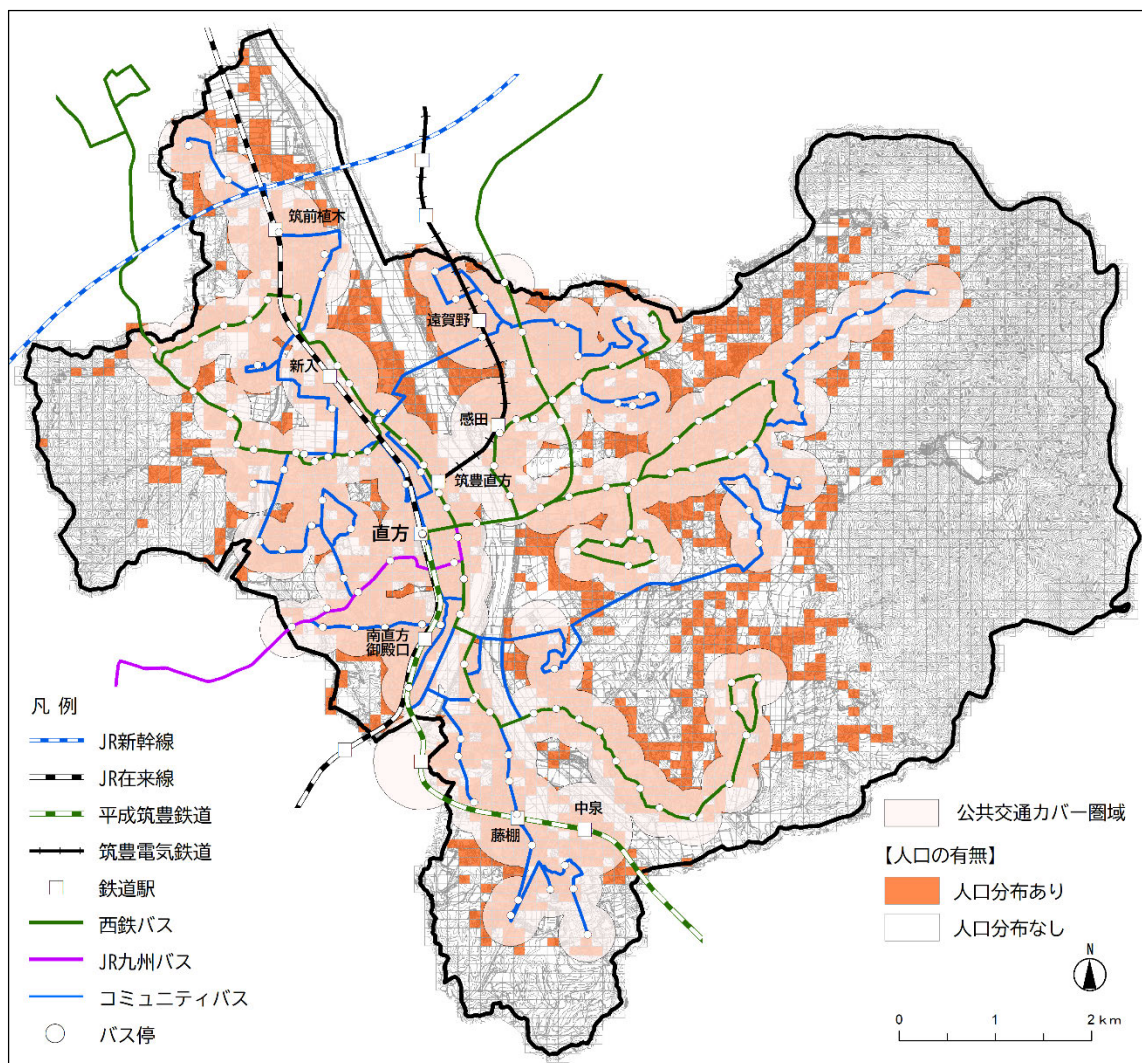 筑前植木
遠賀野
新入
感田
筑豊直方
直方
南直方
御殿口
中泉
藤棚
凡 例
JR新幹線
JR在来線
平成筑豊鉄道
筑豊電気鉄道
鉄道駅
西鉄バス
JR九州バス
コミュニティバス
バス停
公共交通カバー圏域
【人口の有無】
人口分布あり
人口分布なし
N
0 1 2 km